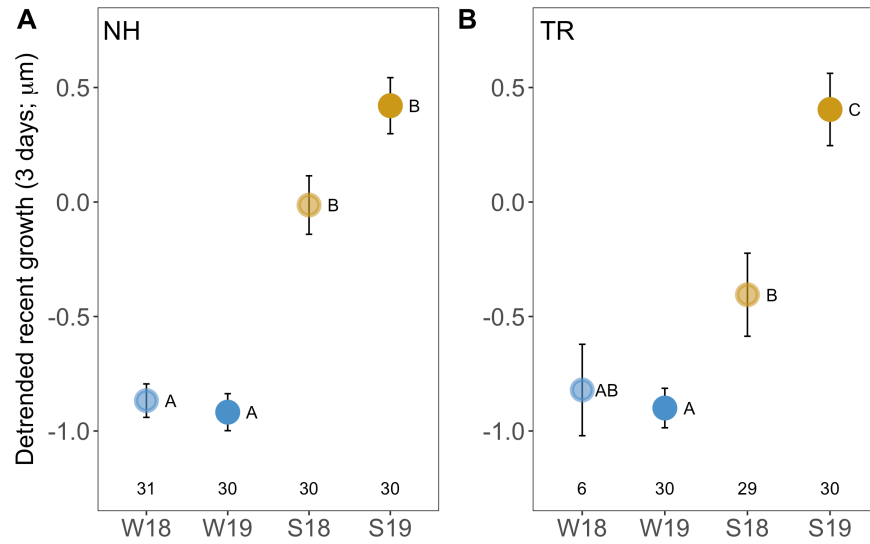 A
NH
B
TR
Detrended recent growth (3 days; μm)
0.5
0.0
-0.5
-1.0
A
A
B
B
31
30
30
30
W18
W19
S18
S19
0.5
0.0
-0.5
-1.0
AB
A
B
C
6
30
29
30
W18
W19
S18
S19